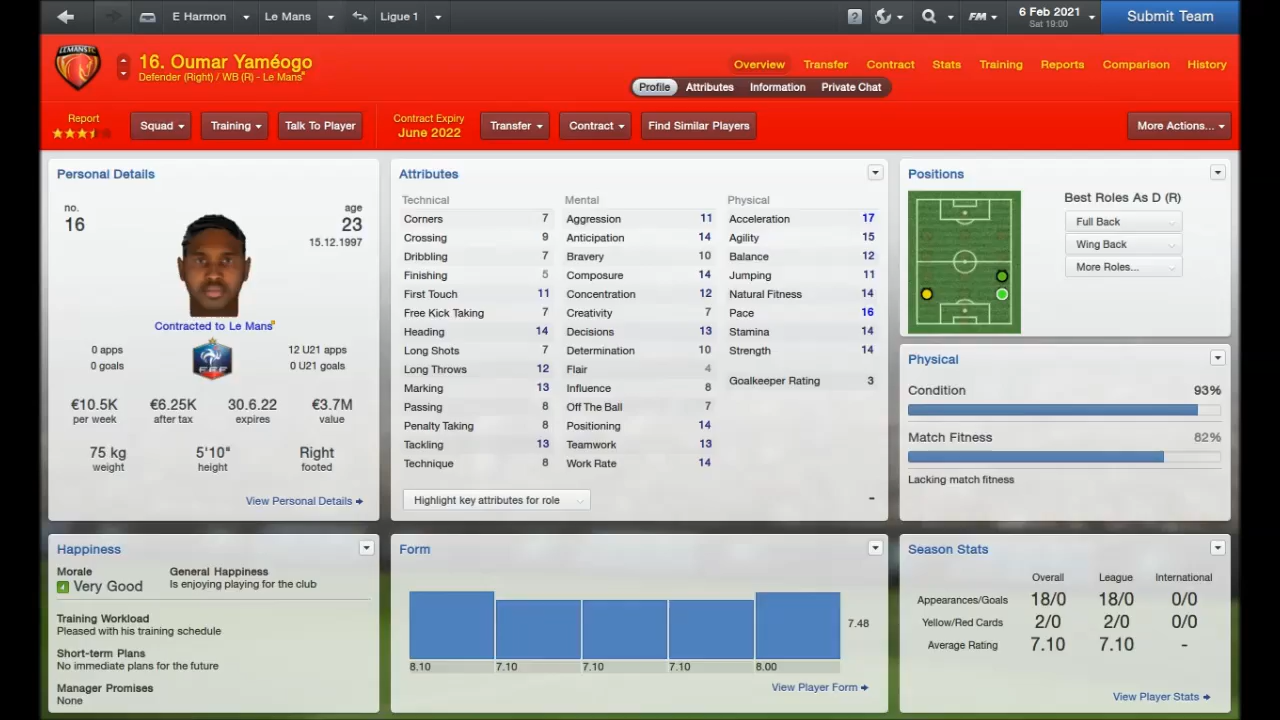 E Harmon
Le Mans
Ligue 1
?
FM
6 Feb 2021
Sat 19:00
Submit Team
LE MANS FC
16. Oumar Yaméogo
Defender (Right) / WB (R) - Le Mans
Overview Transfer Contract Stats Training Reports Comparison History
Profile Attributes Information Private Chat
Report
Squad
Training
Talk To Player
Contract Expiry
June 2022
Transfer
Contract
Find Similar Players
More Actions...
Personal Details
no.
16
age
23
15.12.1997
Contracted to Le Mans
0 apps
0 goals
FFF
12 U21 apps
0 U21 goals
€10.5K €6.25K 30.6.22 €3.7M
per week after tax expires value
75 kg 5'10" Right
weight height footed
View Personal Details
Attributes
Technical Mental Physical
Corners 7 Aggression 11 Acceleration 17
Crossing 9 Anticipation 14 Agility 15
Dribbling 7 Bravery 10 Balance 12
Finishing 5 Composure 14 Jumping 11
First Touch 11 Concentration 12 Natural Fitness 14
Free Kick Taking 7 Creativity 7 Pace 16
Heading 14 Decisions 13 Stamina 14
Long Shots 7 Determination 10 Strength 14
Long Throws 12 Flair 4
Goalkeeper Rating 3
Marking 13 Influence 8
Passing 8 Off The Ball 7
Penalty Taking 8 Positioning 14
Tackling 13 Teamwork 13
Technique 8 Work Rate 14
Highlight key attributes for role
-
Positions
Best Roles As D (R)
Full Back
Wing Back
More Roles...
Physical
Condition 93%
Match Fitness 82%
Lacking match fitness
Happiness
Morale
Very Good
General Happiness
Is enjoying playing for the club
Training Workload
Pleased with his training schedule
Short-term Plans
No immediate plans for the future
Manager Promises
None
Form
7.48
8.10 7.10 7.10 7.10 8.00
View Player Form
Season Stats
Overall League International
Appearances/Goals 18/0 18/0 0/0
Yellow/Red Cards 2/0 2/0 0/0
Average Rating 7.10 7.10 -
View Player Stats